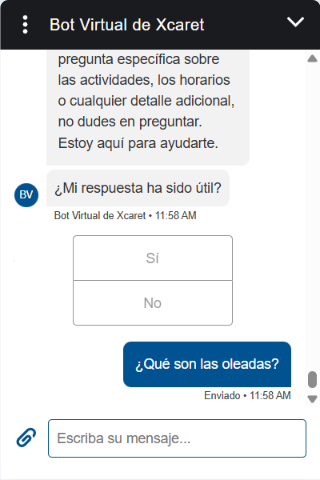 Bot Virtual de Xcaret
pregunta específica sobre
las actividades, los horarios
o cualquier detalle adicional,
no dudes en preguntar.
Estoy aquí para ayudarte.
¿Mi respuesta ha sido útil?
BV
Bot Virtual de Xcaret • 11:58 AM
Sí
No
¿Qué son las oleadas?
Enviado • 11:58 AM
Escriba su mensaje...